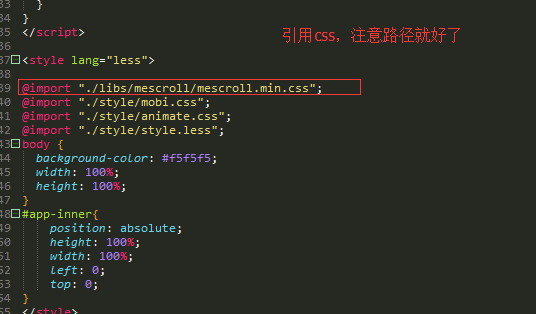 33   }
34 }
35 </script>
36
37 <style lang="less">
38
39 @import "./libs/mescroll/mescroll.min.css";
40 @import "./style/mobi.css";
41 @import "./style/animate.css";
42 @import "./style/style.less";
43 body {
44   background-color: #f5f5f5;
45   width: 100%;
46   height: 100%;
47 }
48 #app-inner{
49     position: absolute;
50     height: 100%;
51     width: 100%;
52     left: 0;
53     top: 0;
54 }
55 </style>
引用css，注意路径就好了